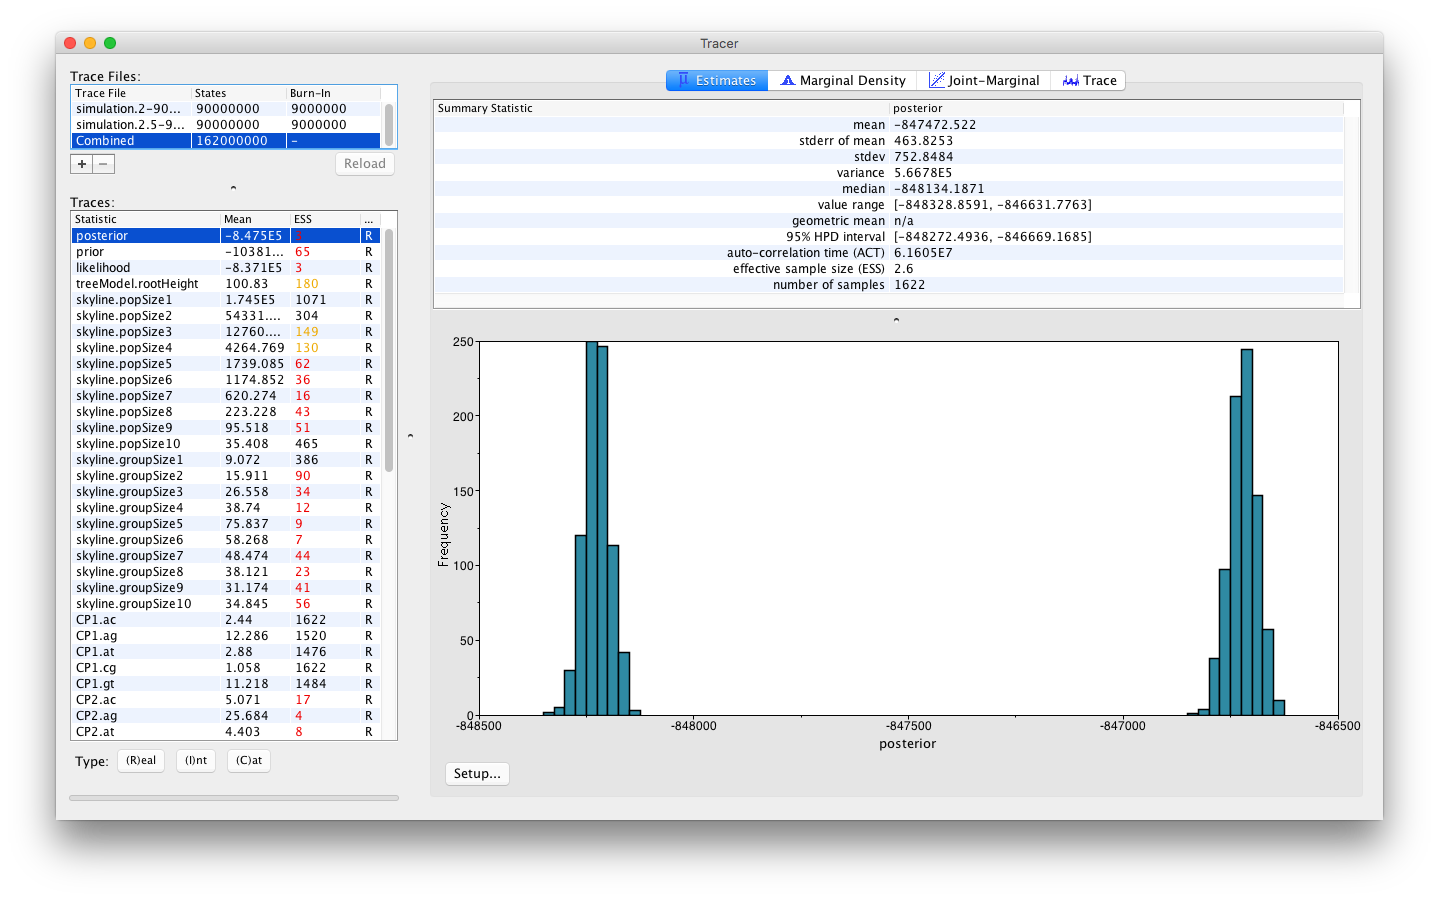 Tracer
Trace Files:
Trace File States Burn-In
simulation.2-90... 90000000 9000000
simulation.2.5-9... 90000000 9000000
Combined 162000000 -
+ − Reload
Traces:
Statistic Mean ESS ...
posterior -8.475E5 3 R
prior -10381... 65 R
likelihood -8.371E5 3 R
treeModel.rootHeight 100.83 180 R
skyline.popSize1 1.745E5 1071 R
skyline.popSize2 54331.... 304 R
skyline.popSize3 12760.... 149 R
skyline.popSize4 4264.769 130 R
skyline.popSize5 1739.085 62 R
skyline.popSize6 1174.852 36 R
skyline.popSize7 620.274 16 R
skyline.popSize8 223.228 43 R
skyline.popSize9 95.518 51 R
skyline.popSize10 35.408 465 R
skyline.groupSize1 9.072 386 R
skyline.groupSize2 15.911 90 R
skyline.groupSize3 26.558 34 R
skyline.groupSize4 38.74 12 R
skyline.groupSize5 75.837 9 R
skyline.groupSize6 58.268 7 R
skyline.groupSize7 48.474 44 R
skyline.groupSize8 38.121 23 R
skyline.groupSize9 31.174 41 R
skyline.groupSize10 34.845 56 R
CP1.ac 2.44 1622 R
CP1.ag 12.286 1520 R
CP1.at 2.88 1476 R
CP1.cg 1.058 1622 R
CP1.gt 11.218 1484 R
CP2.ac 5.071 17 R
CP2.ag 25.684 4 R
CP2.at 4.403 8 R
Type: (R)eal (I)nt (C)at
Estimates Marginal Density Joint-Marginal Trace
Summary Statistic posterior
mean -847472.522
stderr of mean 463.8253
stdev 752.8484
variance 5.6678E5
median -848134.1871
value range [-848328.8591, -846631.7763]
geometric mean n/a
95% HPD interval [-848272.4936, -846669.1685]
auto-correlation time (ACT) 6.1605E7
effective sample size (ESS) 2.6
number of samples 1622
Frequency
250
200
150
100
50
0
-848500 -848000 -847500 -847000 -846500
posterior
Setup...